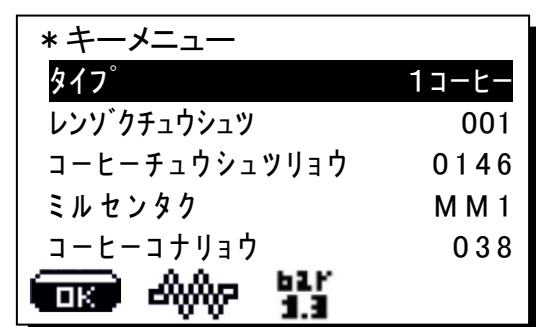 *キーメニュー
タイプ 1コーヒー
レンゾクチュウシュツ 001
コーヒーチュウシュツリョウ 0146
ミルセンタク MM1
コーヒーコナリョウ 038
OK bar
1.3